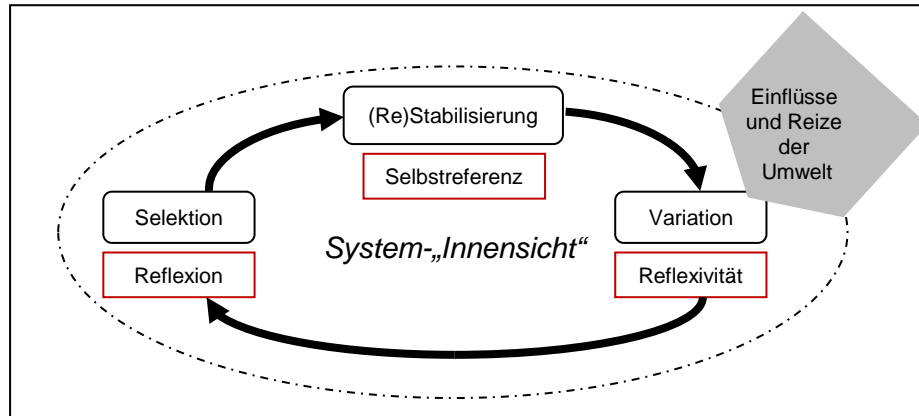 (Re)Stabilisierung
Selbstreferenz
Einflüsse
und Reize
der
Umwelt
Selektion
Reflexion
System-„Innensicht“
Variation
Reflexivität